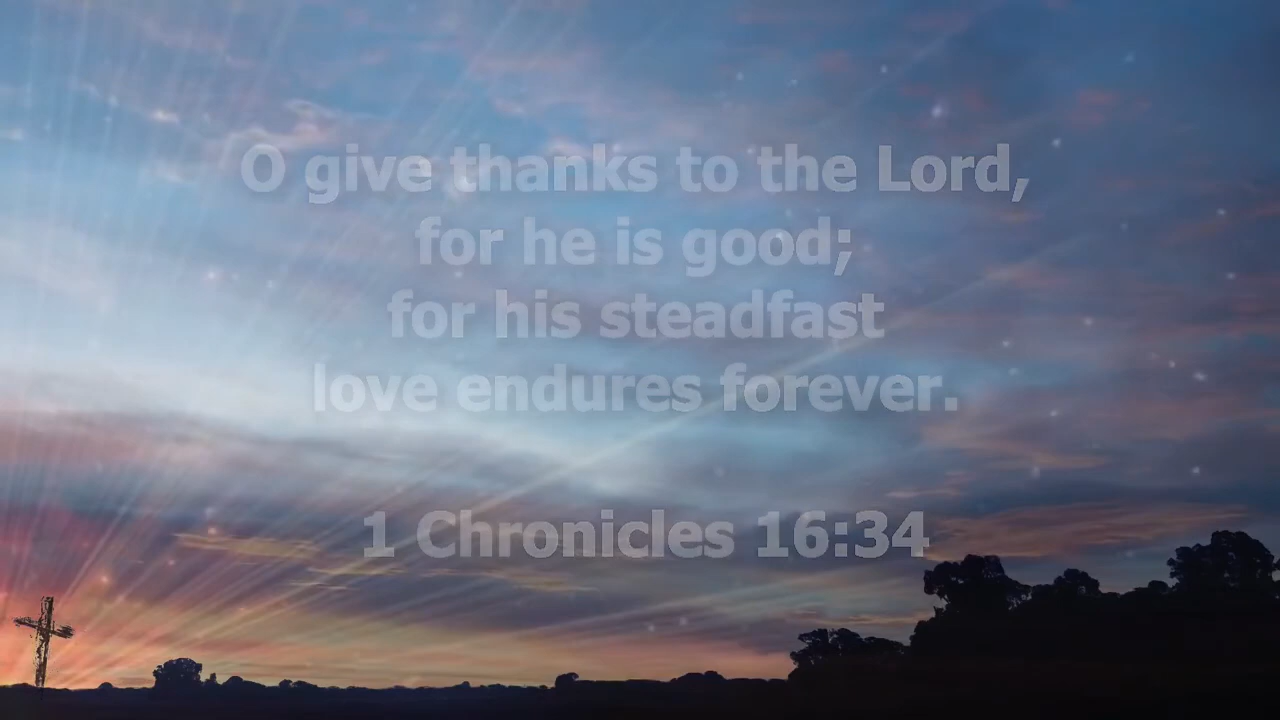 O give thanks to the Lord,
for he is good;
for his steadfast
love endures forever.
1 Chronicles 16:34